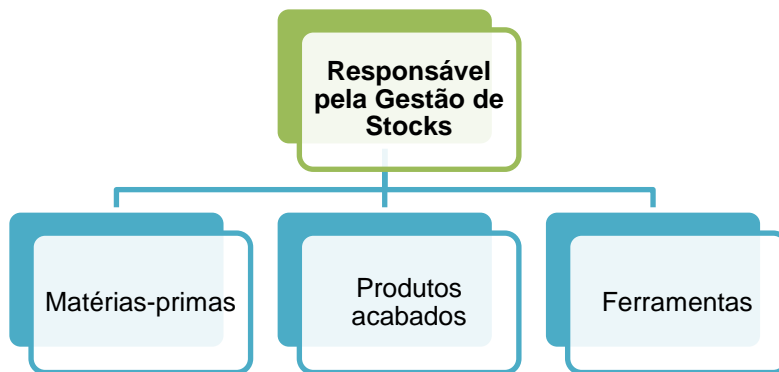 Responsável
pela Gestão de
Stocks
Matérias-primas
Produtos
acabados
Ferramentas